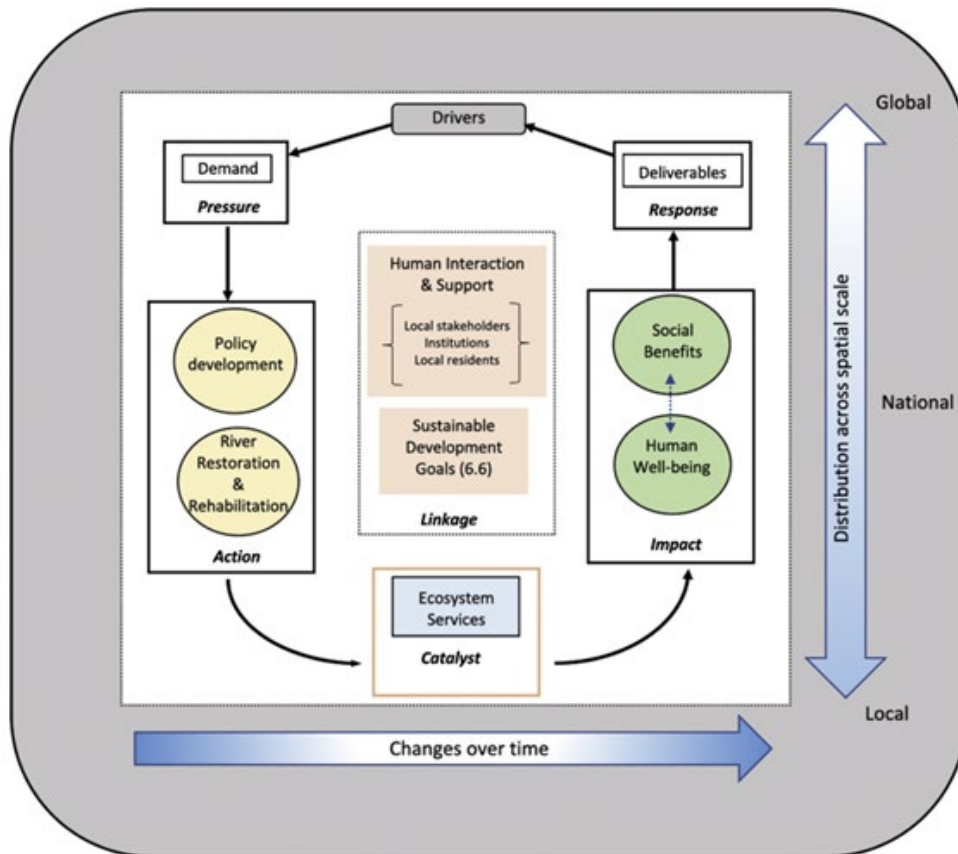 Drivers
Demand
Pressure
Deliverables
Response
Human Interaction
& Support
Local stakeholders
Institutions
Local residents
Sustainable
Development
Goals (6.6)
Linkage
Policy
development
River
Restoration
&
Rehabilitation
Action
Social
Benefits
Human
Well-being
Impact
Ecosystem
Services
Catalyst
Global
National
Local
Distribution across spatial scale
Changes over time